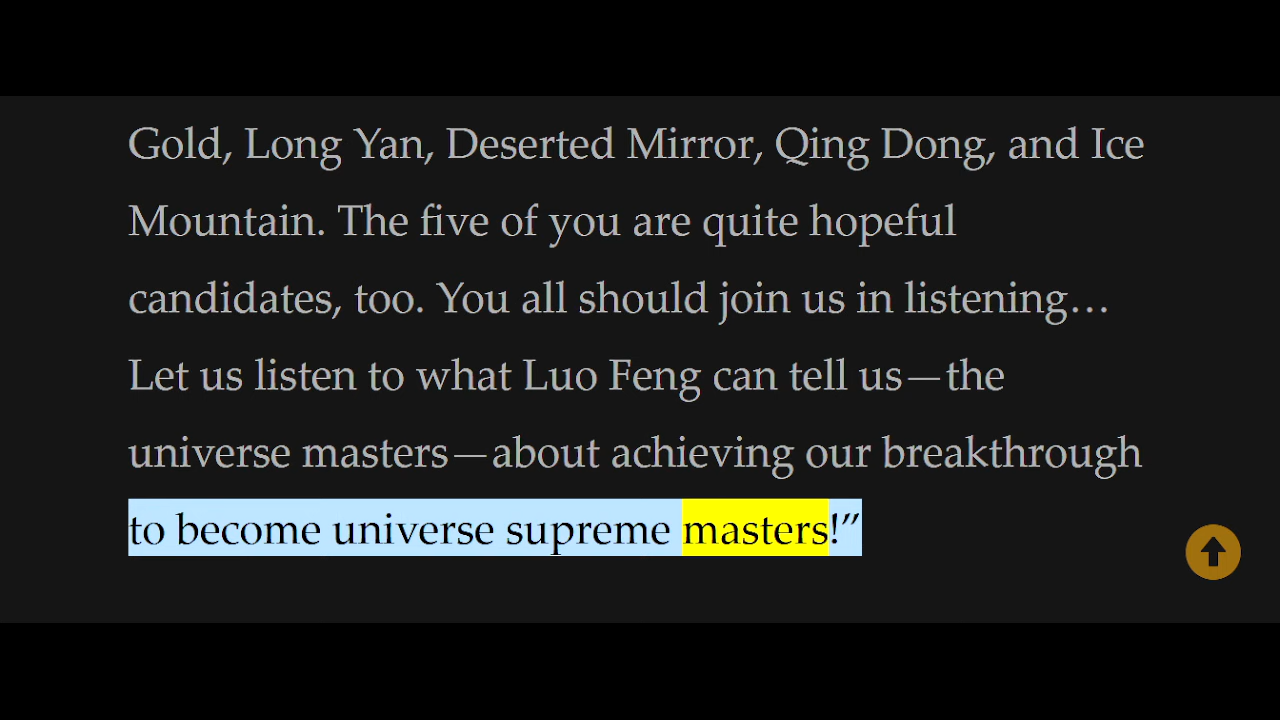 Gold, Long Yan, Deserted Mirror, Qing Dong, and Ice
Mountain. The five of you are quite hopeful
candidates, too. You all should join us in listening…
Let us listen to what Luo Feng can tell us—the
universe masters—about achieving our breakthrough
to become universe supreme masters!”